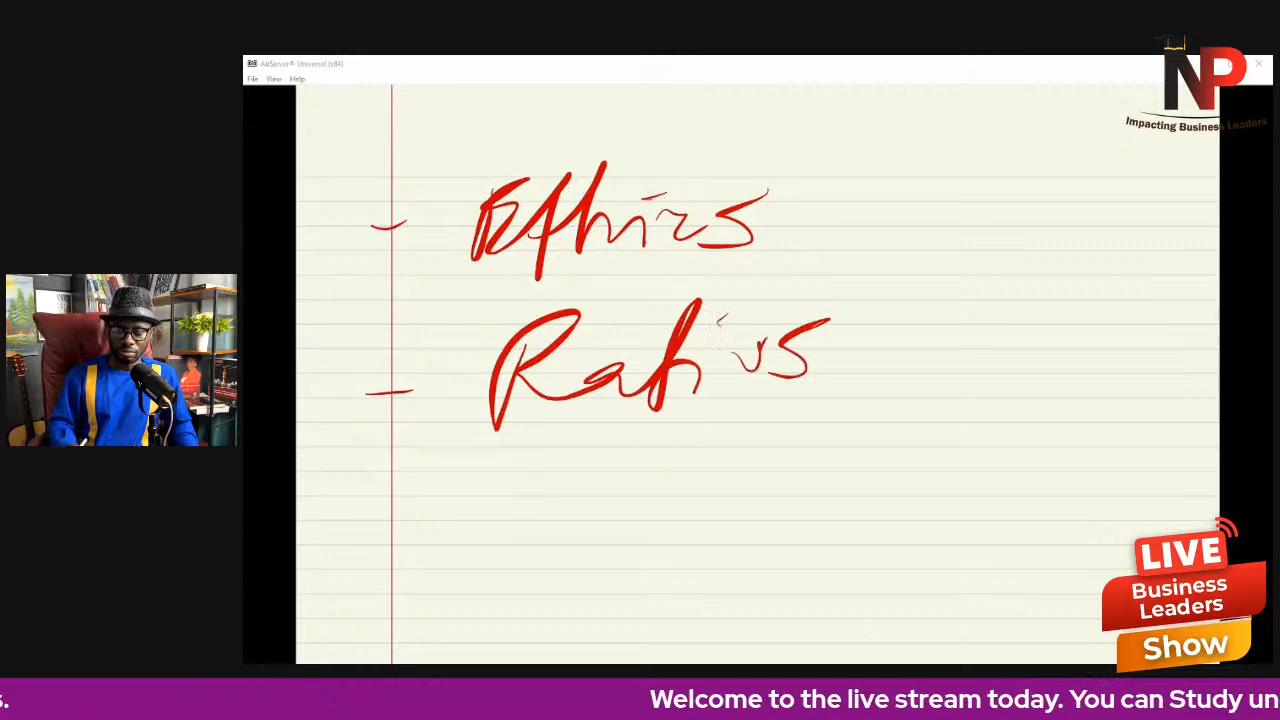 AirServer® Universal (x64)
File View Help
NP
Impacting Business Leaders
- Ethics
- Ratios
LIVE
Business
Leaders
Show
s. Welcome to the live stream today. You can Study un